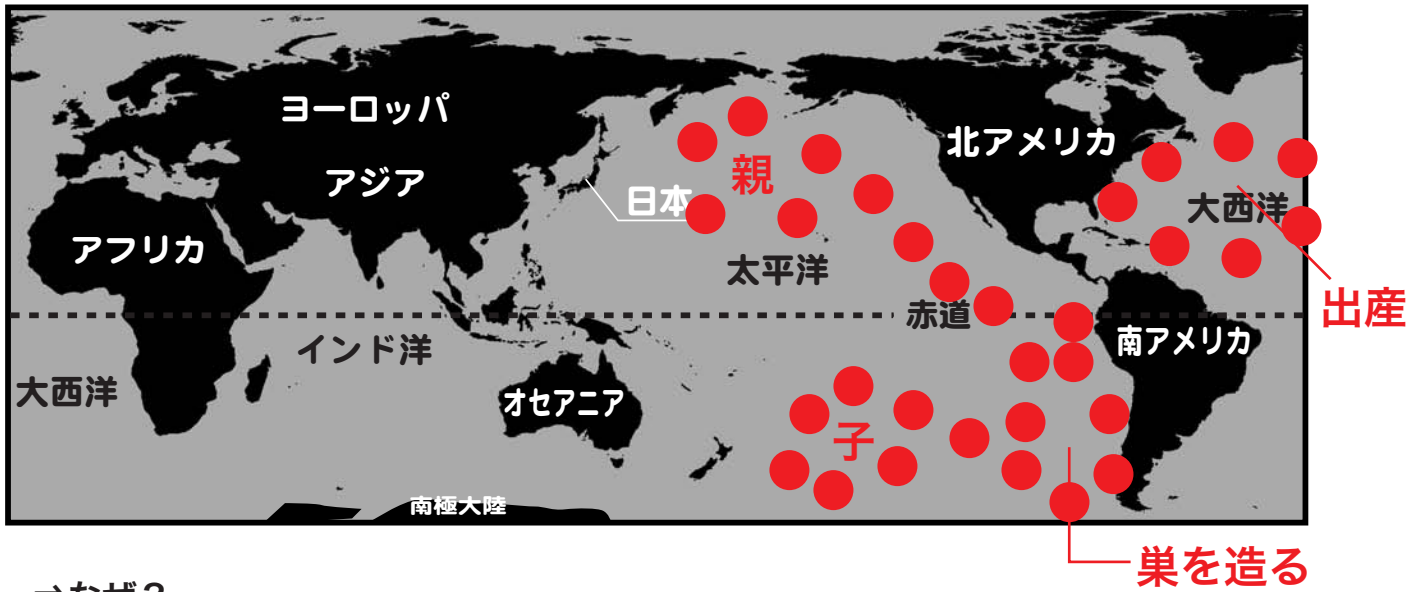 ヨーロッパ
アジア
アフリカ
日本
親
北アメリカ
大西洋
太平洋
出産
赤道
インド洋
南アメリカ
大西洋
オセアニア
子
南極大陸
巣を造る
→なぜ？